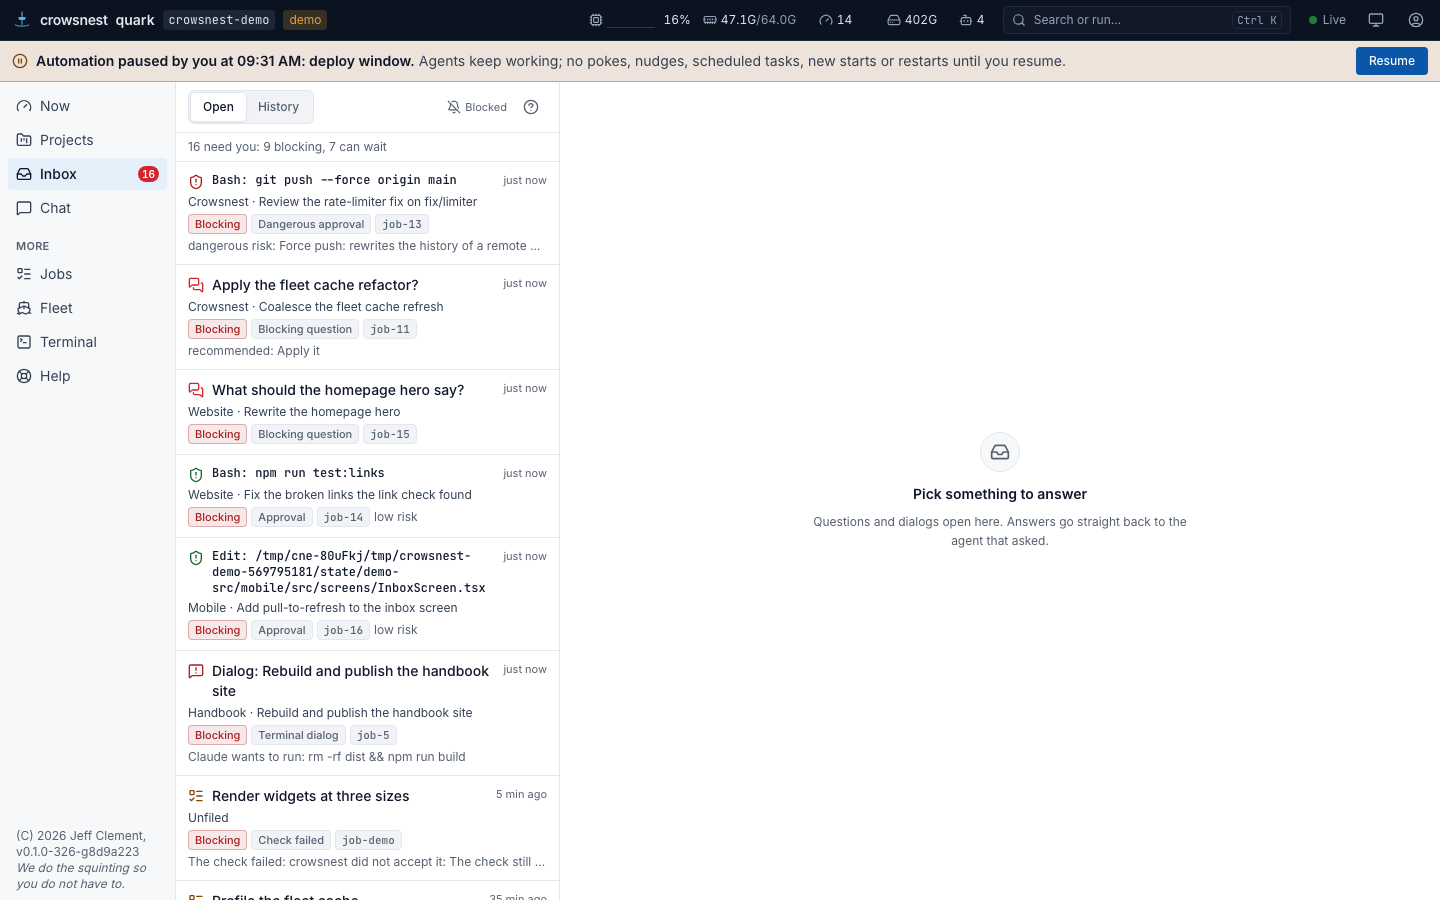 crowsnest quark crowsnest-demo demo 16% 47.1G/64.0G 14 402G 4 Search or run... Ctrl K Live
Automation paused by you at 09:31 AM: deploy window. Agents keep working; no pokes, nudges, scheduled tasks, new starts or restarts until you resume. Resume
Now
Projects
Inbox 16
Chat
MORE
Jobs
Fleet
Terminal
Help
(C) 2026 Jeff Clement,
v0.1.0-326-g8d9a223
We do the squinting so
you do not have to.
Open History Blocked
16 need you: 9 blocking, 7 can wait
Bash: git push --force origin main just now
Crowsnest · Review the rate-limiter fix on fix/limiter
Blocking Dangerous approval job-13
dangerous risk: Force push: rewrites the history of a remote ...
Apply the fleet cache refactor? just now
Crowsnest · Coalesce the fleet cache refresh
Blocking Blocking question job-11
recommended: Apply it
What should the homepage hero say? just now
Website · Rewrite the homepage hero
Blocking Blocking question job-15
Bash: npm run test:links just now
Website · Fix the broken links the link check found
Blocking Approval job-14 low risk
Edit: /tmp/cne-80uFkj/tmp/crowsnest- just now
demo-569795181/state/demo-
src/mobile/src/screens/InboxScreen.tsx
Mobile · Add pull-to-refresh to the inbox screen
Blocking Approval job-16 low risk
Dialog: Rebuild and publish the handbook just now
site
Handbook · Rebuild and publish the handbook site
Blocking Terminal dialog job-5
Claude wants to run: rm -rf dist && npm run build
Render widgets at three sizes 5 min ago
Unfiled
Blocking Check failed job-demo
The check failed: crowsnest did not accept it: The check still ...
Profile the fleet cache 35 min ago
Pick something to answer
Questions and dialogs open here. Answers go straight back to the
agent that asked.